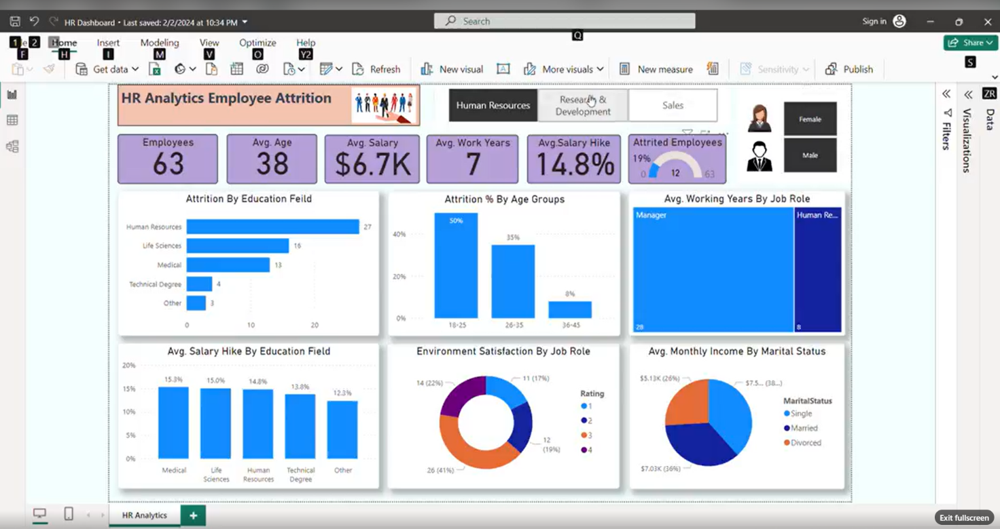 HR Dashboard • Last saved: 2/2/2024 at 10:34 PM
Search
Sign in
1
2
Home
Insert
Modeling
View
Optimize
Help
Q
Share
F
H
I
M
V
O
Y2
S
Get data
Refresh
New visual
More visuals
New measure
Sensitivity
Publish
HR Analytics Employee Attrition
Human Resources
Research &
Development
Sales
Female
Male
Filters
Visualizations
ZR
Data
Employees
63
Avg. Age
38
Avg. Salary
$6.7K
Avg. Work Years
7
Avg.Salary Hike
14.8%
Attrited Employees
19%
0
12
63
Attrition By Education Feild
Human Resources
27
Life Sciences
16
Medical
13
Technical Degree
4
Other
3
0
10
20
Attrition % By Age Groups
40%
20%
0%
50%
35%
8%
18-25
26-35
36-45
Avg. Working Years By Job Role
Manager
Human Re...
28
8
Avg. Salary Hike By Education Field
20%
15%
10%
5%
0%
15.3%
15.0%
14.8%
13.8%
12.3%
Medical
Life
Sciences
Human
Resources
Technical
Degree
Other
Environment Satisfaction By Job Role
14 (22%)
11 (17%)
12
(19%)
26 (41%)
Rating
1
2
3
4
Avg. Monthly Income By Marital Status
$5.13K (26%)
$7.5... (38...)
$7.03K (36%)
MaritalStatus
Single
Married
Divorced
HR Analytics
Exit fullscreen